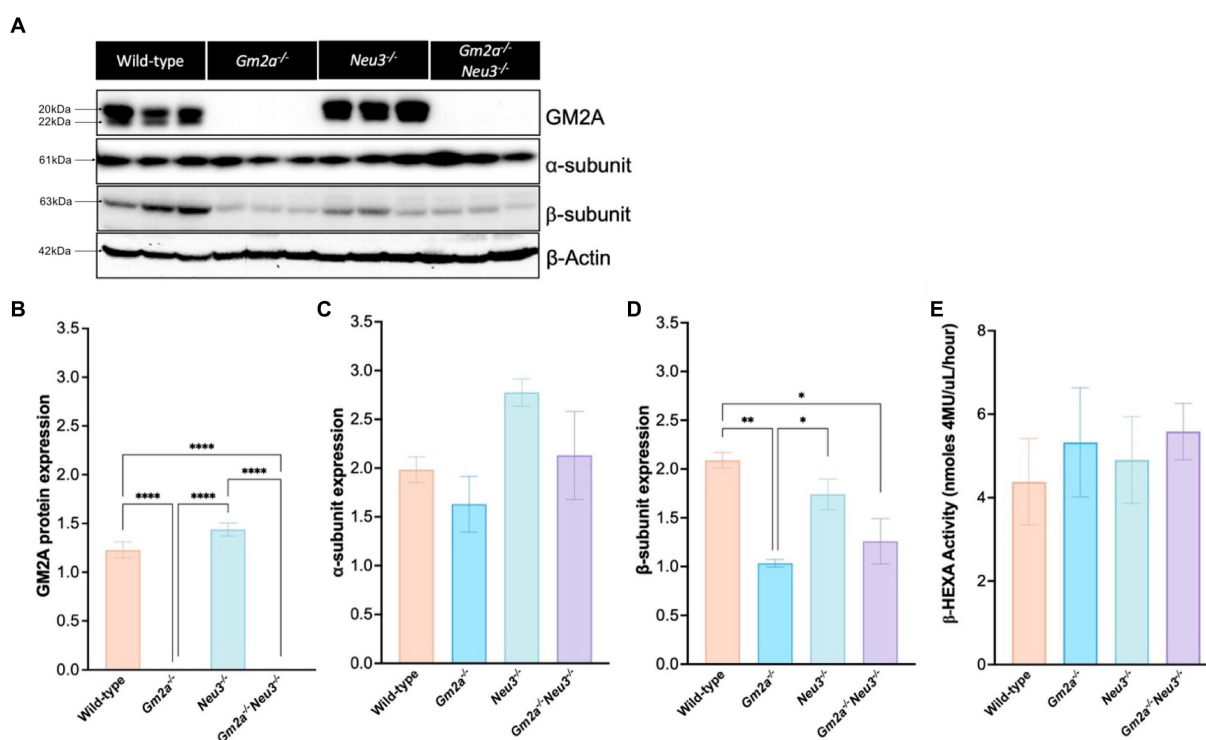 A
Wild-type Gm2a-/- Neu3-/- Gm2a-/-
Neu3-/-
20kDa GM2A
22kDa
61kDa α-subunit
63kDa β-subunit
42kDa β-Actin
B
GM2A protein expression
3.5
3.0
2.5
2.0
1.5
1.0
0.5
0.0
****
**** **** ****
Wild-type Gm2a-/- Neu3-/- Gm2a-/-Neu3-/-
C
α-subunit expression
3.5
3.0
2.5
2.0
1.5
1.0
0.5
0.0
Wild-type Gm2a-/- Neu3-/- Gm2a-/-Neu3-/-
D
β-subunit expression
3.5
3.0
2.5
2.0
1.5
1.0
0.5
0.0
*
** *
Wild-type Gm2a-/- Neu3-/- Gm2a-/-Neu3-/-
E
β-HEXA Activity (nmoles 4MU/uL/hour)
8
6
4
2
0
Wild-type Gm2a-/- Neu3-/- Gm2a-/-Neu3-/-